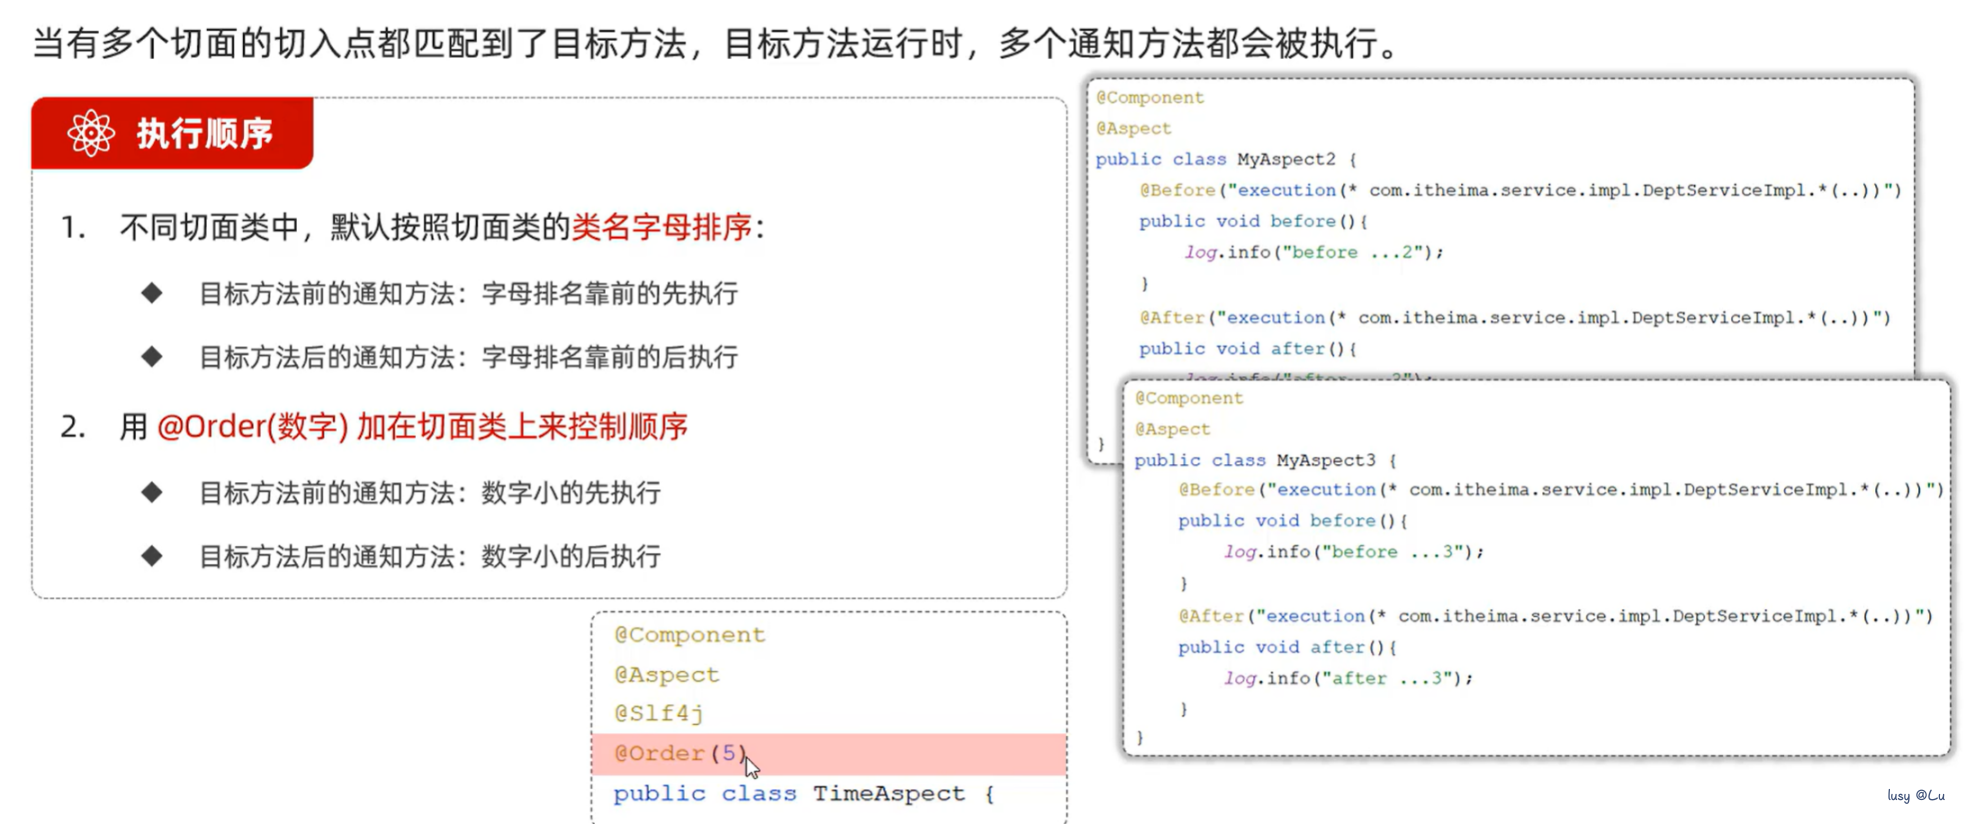 当有多个切面的切入点都匹配到了目标方法，目标方法运行时，多个通知方法都会被执行。
执行顺序
1. 不同切面类中，默认按照切面类的类名字母排序：
◆ 目标方法前的通知方法：字母排名靠前的先执行
◆ 目标方法后的通知方法：字母排名靠前的后执行
2. 用 @Order(数字) 加在切面类上来控制顺序
◆ 目标方法前的通知方法：数字小的先执行
◆ 目标方法后的通知方法：数字小的后执行
@Component
@Aspect
@Slf4j
@Order(5)
public class TimeAspect {
@Component
@Aspect
public class MyAspect2 {
@Before("execution(* com.itheima.service.impl.DeptServiceImpl.*(..))")
public void before(){
log.info("before ...2");
}
@After("execution(* com.itheima.service.impl.DeptServiceImpl.*(..))")
public void after(){
}
@Component
@Aspect
public class MyAspect3 {
@Before("execution(* com.itheima.service.impl.DeptServiceImpl.*(..))")
public void before(){
log.info("before ...3");
}
@After("execution(* com.itheima.service.impl.DeptServiceImpl.*(..))")
public void after(){
log.info("after ...3");
}
}
lusy @Lu